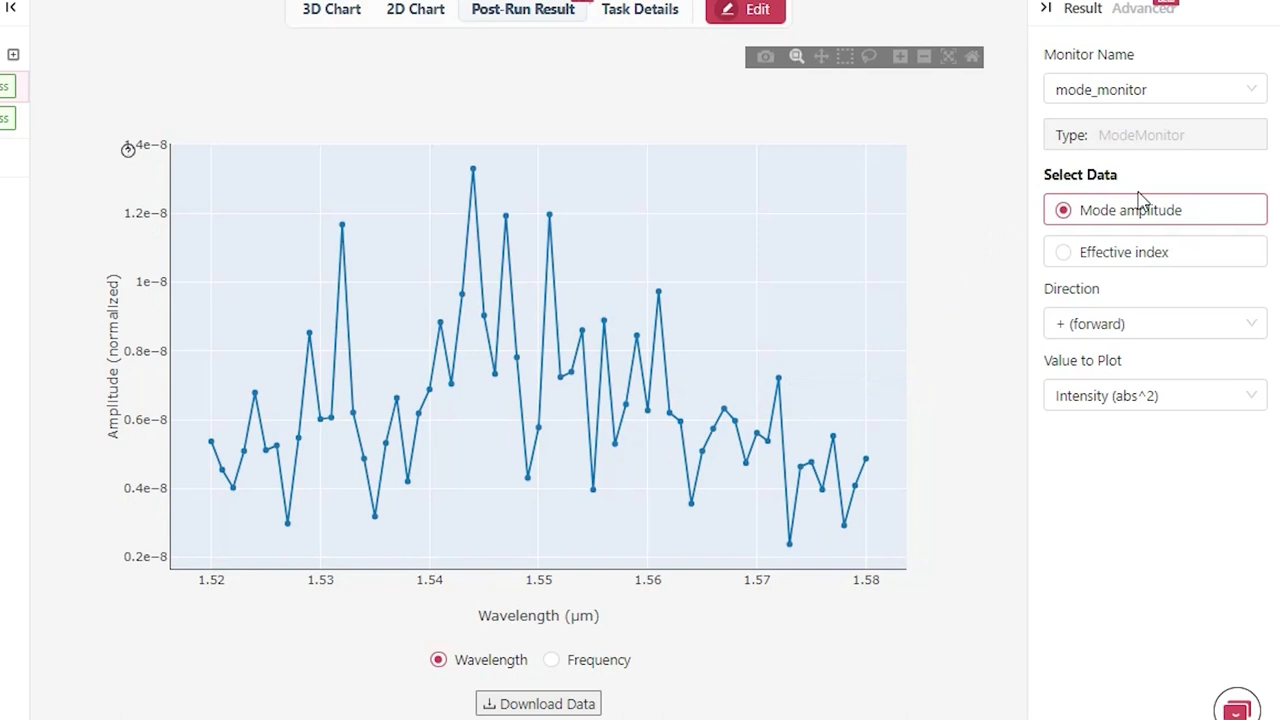 3D Chart 2D Chart Post-Run Result Task Details Edit
Result Advanced
Monitor Name
mode_monitor
Type: ModeMonitor
Select Data
Mode amplitude
Effective index
Direction
+ (forward)
Value to Plot
Intensity (abs^2)
ss
ss
1.4e−8
1.2e−8
1e−8
0.8e−8
0.6e−8
0.4e−8
0.2e−8
Amplitude (normalized)
1.52 1.53 1.54 1.55 1.56 1.57 1.58
Wavelength (μm)
Wavelength Frequency
Download Data